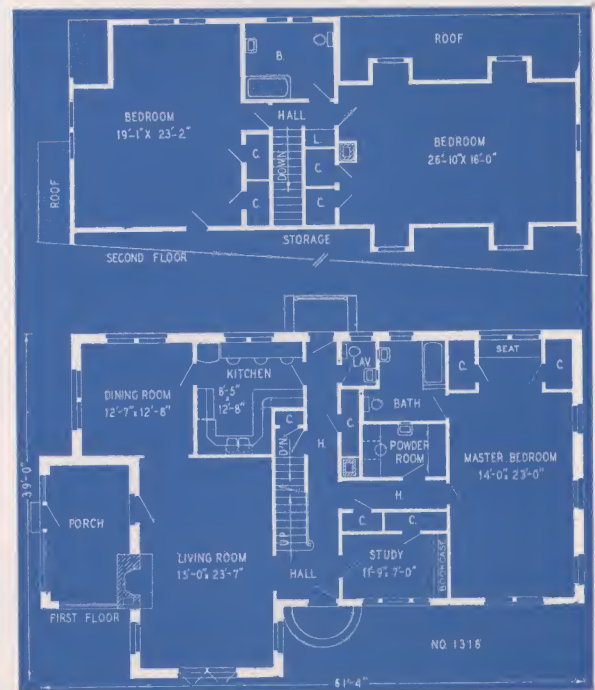 ROOF
B.
BEDROOM
19'-1" X 23'-2"
HALL
L.
BEDROOM
26'-10" X 16'-0"
C.
C.
DOWN
C.
C.
ROOF
STORAGE
SECOND FLOOR
LAV.
SEAT
C.
C.
KITCHEN
8'-5"
X
12'-8"
DINING ROOM
12'-7" X 12'-8"
BATH
C.
D'N
H.
C.
POWDER
ROOM
MASTER BEDROOM
14'-0" X 23'-0"
39'-0"
H.
PORCH
UP
C.
C.
LIVING ROOM
15'-0" X 23'-7"
STUDY
11'-9" X 7'-0"
BOOKCASE
HALL
FIRST FLOOR
NO. 1316
61'-4"